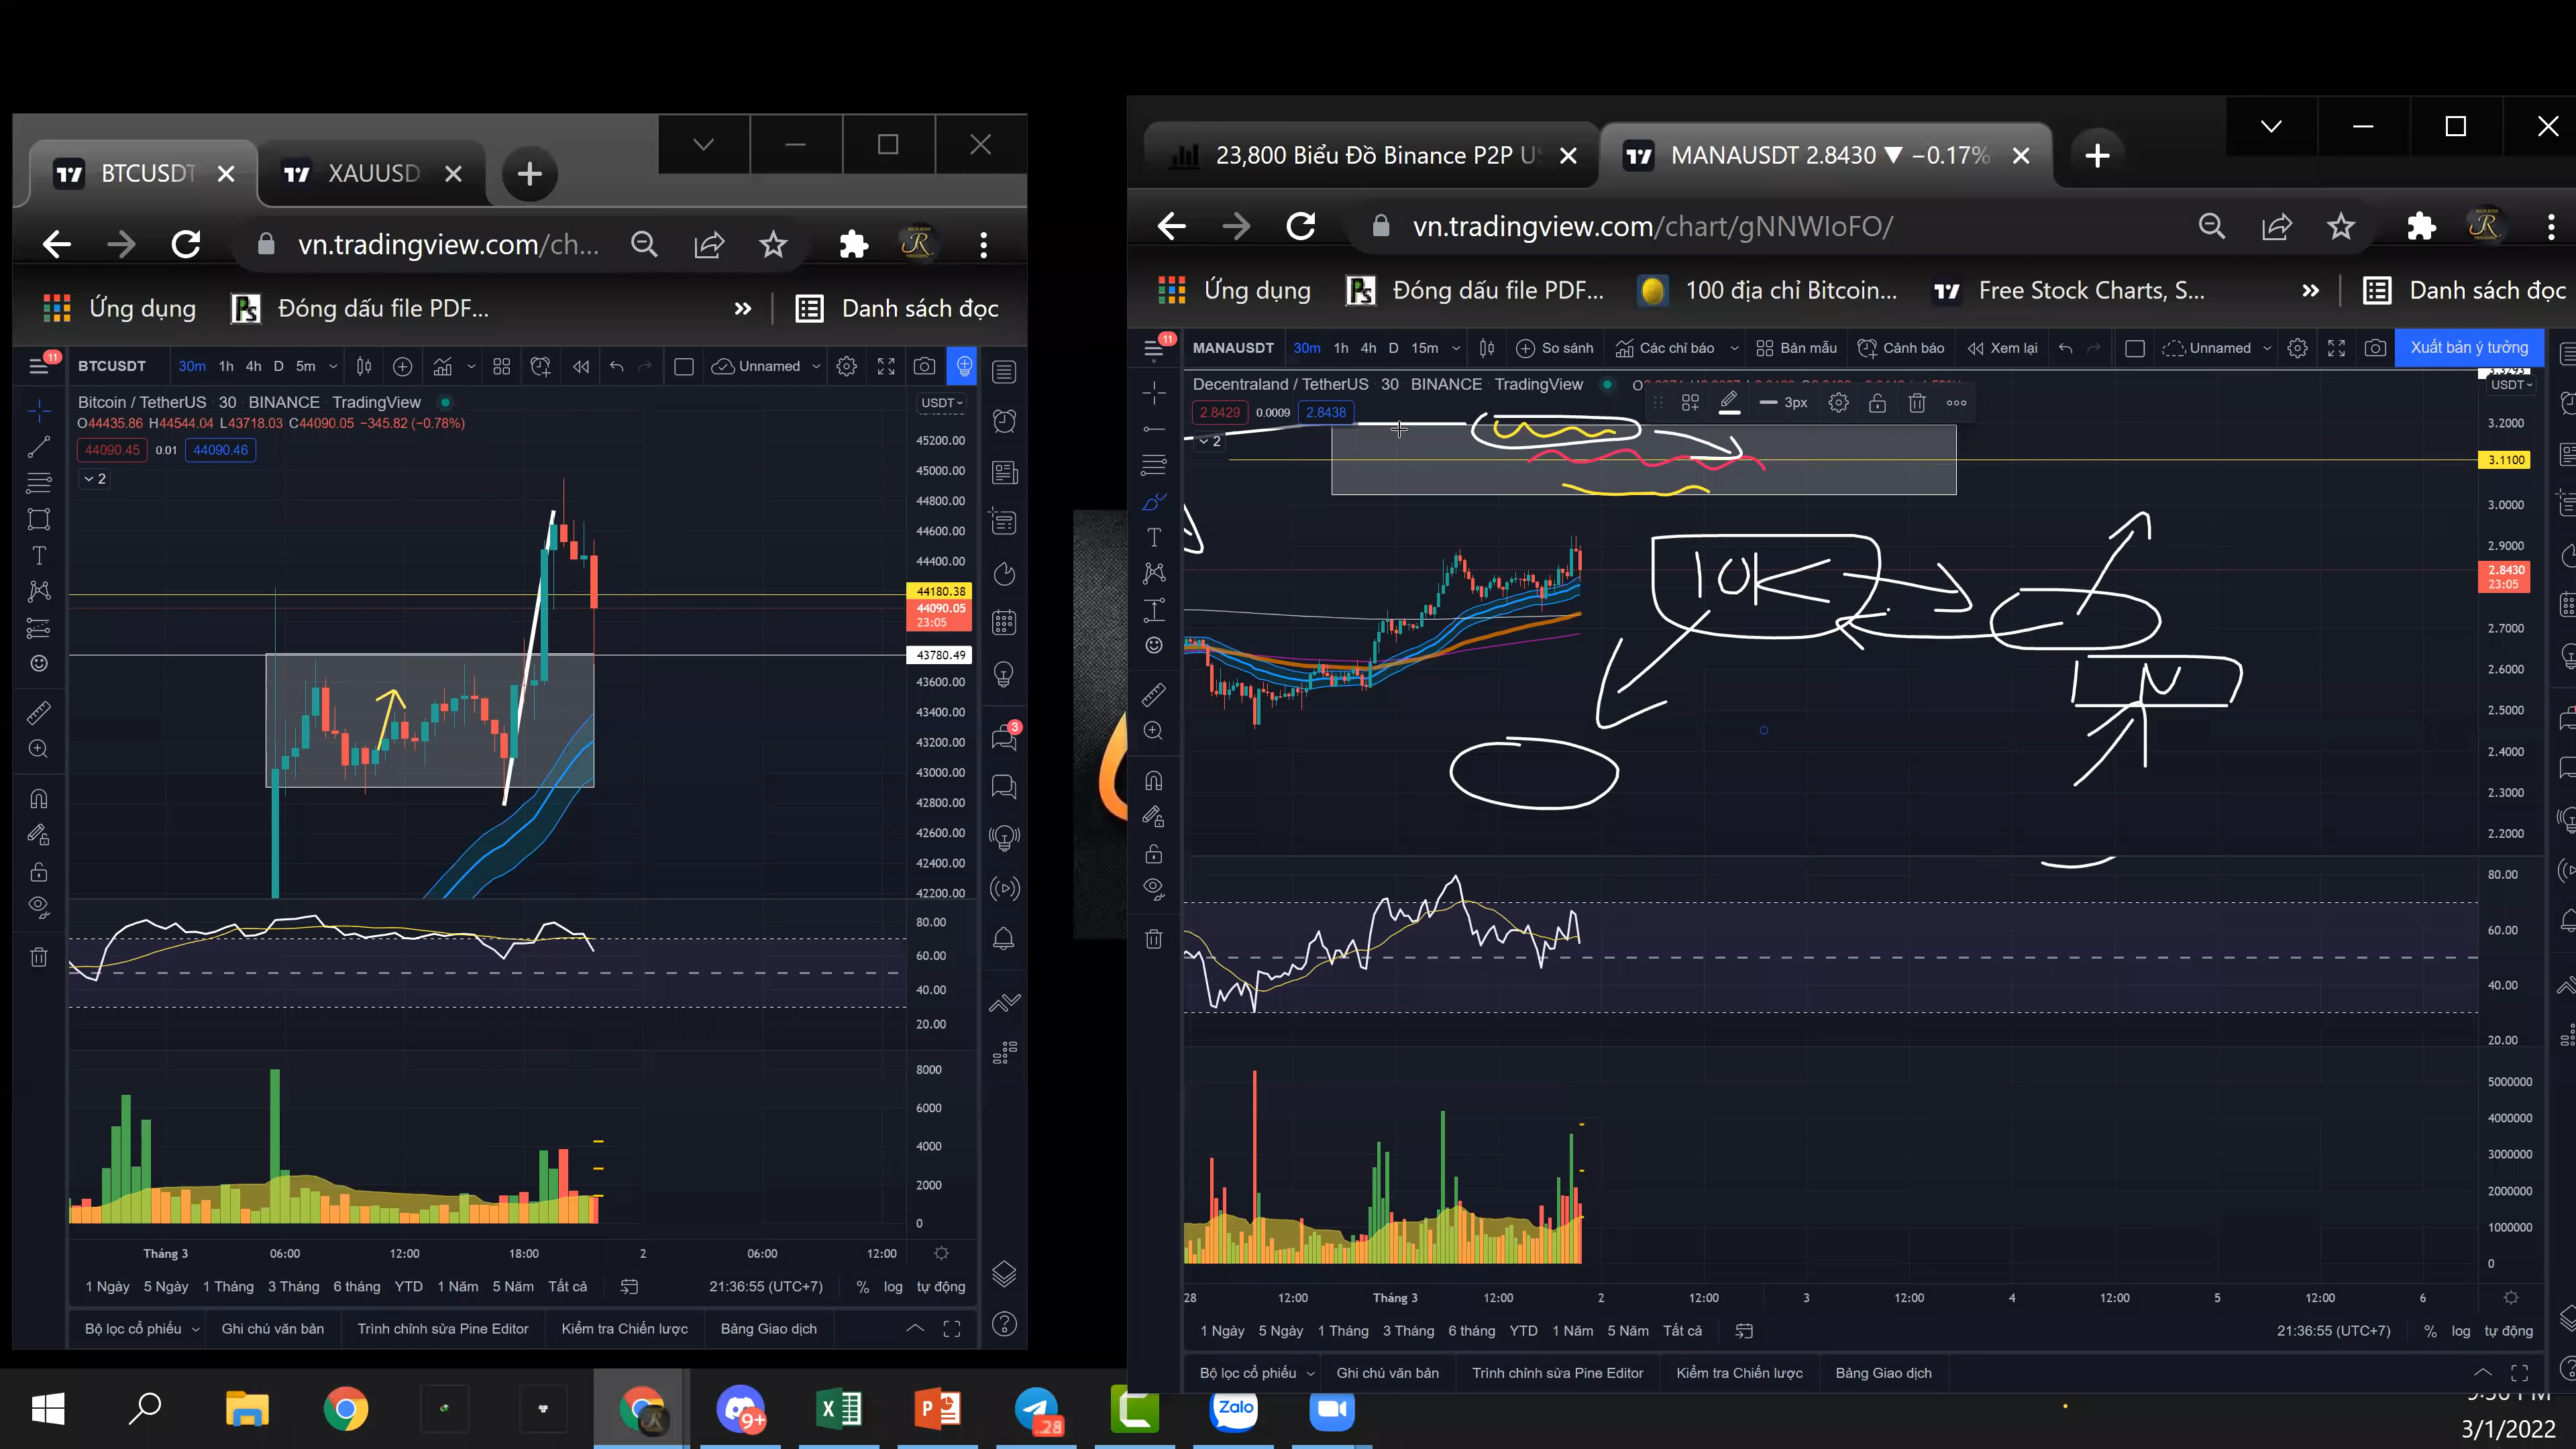 BTCUSDT
XAUUSD
vn.tradingview.com/ch...
Ứng dụng
Đóng dấu file PDF...
»
Danh sách đọc
11
BTCUSDT 30m 1h 4h D 5m Unnamed
Bitcoin / TetherUS 30 BINANCE TradingView
USDT
O44435.86 H44544.04 L43718.03 C44090.05 −345.82 (−0.78%)
44090.45 0.01 44090.46
2
45200.00
45000.00
44800.00
44600.00
44400.00
44180.38
44090.05
23:05
43780.49
43600.00
43400.00
43200.00
43000.00
42800.00
42600.00
42400.00
42200.00
80.00
60.00
40.00
20.00
8000
6000
4000
2000
0
3
Tháng 3 06:00 12:00 18:00 2 06:00 12:00
1 Ngày 5 Ngày 1 Tháng 3 Tháng 6 tháng YTD 1 Năm 5 Năm Tất cả 21:36:55 (UTC+7) % log tự động
Bộ lọc cổ phiếu Ghi chú văn bản Trình chỉnh sửa Pine Editor Kiểm tra Chiến lược Bảng Giao dịch
23,800 Biểu Đồ Binance P2P
MANAUSDT 2.8430 ▼ −0.17%
vn.tradingview.com/chart/gNNWIoFO/
Ứng dụng
Đóng dấu file PDF...
100 địa chỉ Bitcoin...
Free Stock Charts, S...
»
Danh sách đọc
11
MANAUSDT 30m 1h 4h D 15m So sánh Các chỉ báo Bản mẫu Cảnh báo Xem lại Unnamed Xuất bản ý tưởng
Decentraland / TetherUS 30 BINANCE TradingView
USDT
2.8429 0.0009 2.8438
3px
2
3.2000
3.1100
3.0000
2.9000
2.8430
23:05
2.7000
2.6000
2.5000
2.4000
2.3000
2.2000
10K
80.00
60.00
40.00
20.00
5000000
4000000
3000000
2000000
1000000
0
28 12:00 Tháng 3 12:00 2 12:00 3 12:00 4 12:00 5 12:00 6
1 Ngày 5 Ngày 1 Tháng 3 Tháng 6 tháng YTD 1 Năm 5 Năm Tất cả 21:36:55 (UTC+7) % log tự động
Bộ lọc cổ phiếu Ghi chú văn bản Trình chỉnh sửa Pine Editor Kiểm tra Chiến lược Bảng Giao dịch
9+
28
Zalo
3/1/2022